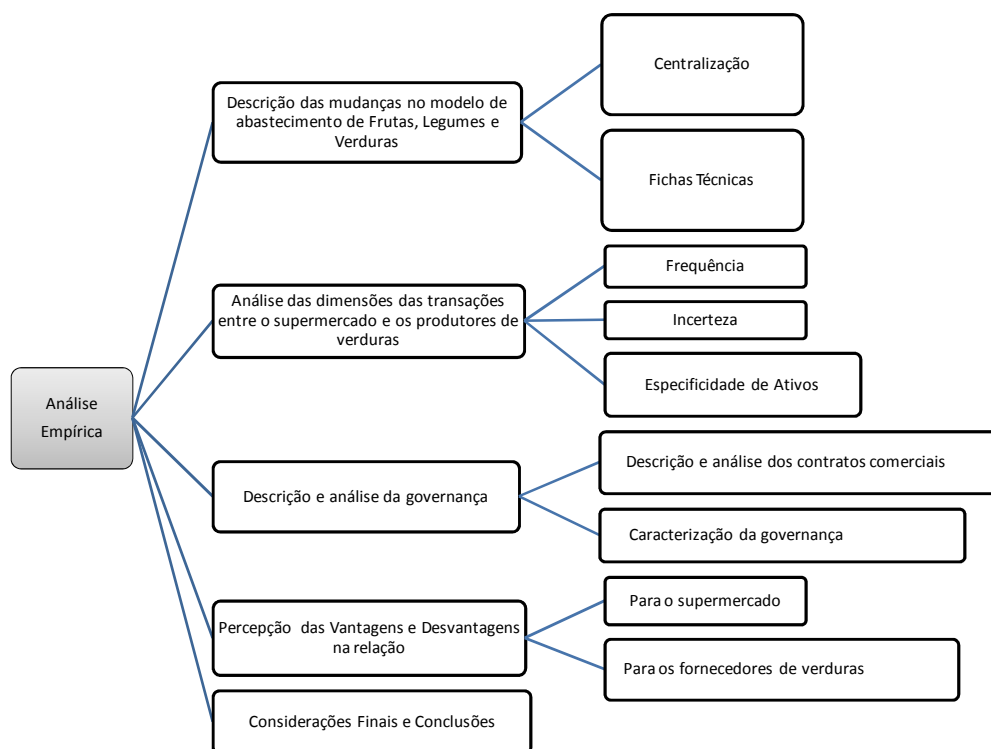 Análise
Empírica
Descrição das mudanças no modelo de
abastecimento de Frutas, Legumes e
Verduras
Centralização
Fichas Técnicas
Análise das dimensões das transações
entre o supermercado e os produtores de
verduras
Frequência
Incerteza
Especificidade de Ativos
Descrição e análise da governança
Descrição e análise dos contratos comerciais
Caracterização da governança
Percepção das Vantagens e Desvantagens
na relação
Para o supermercado
Para os fornecedores de verduras
Considerações Finais e Conclusões